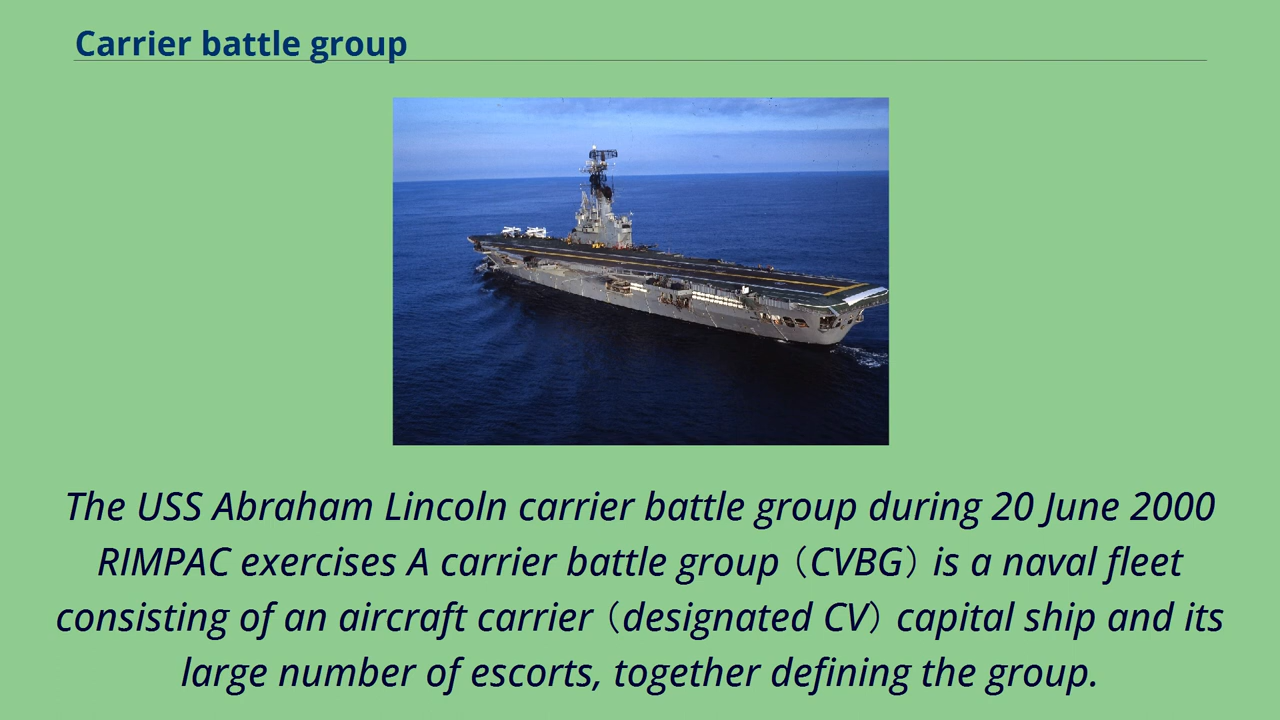 Carrier battle group
The USS Abraham Lincoln carrier battle group during 20 June 2000
RIMPAC exercises A carrier battle group（CVBG）is a naval fleet
consisting of an aircraft carrier（designated CV）capital ship and its
large number of escorts, together defining the group.